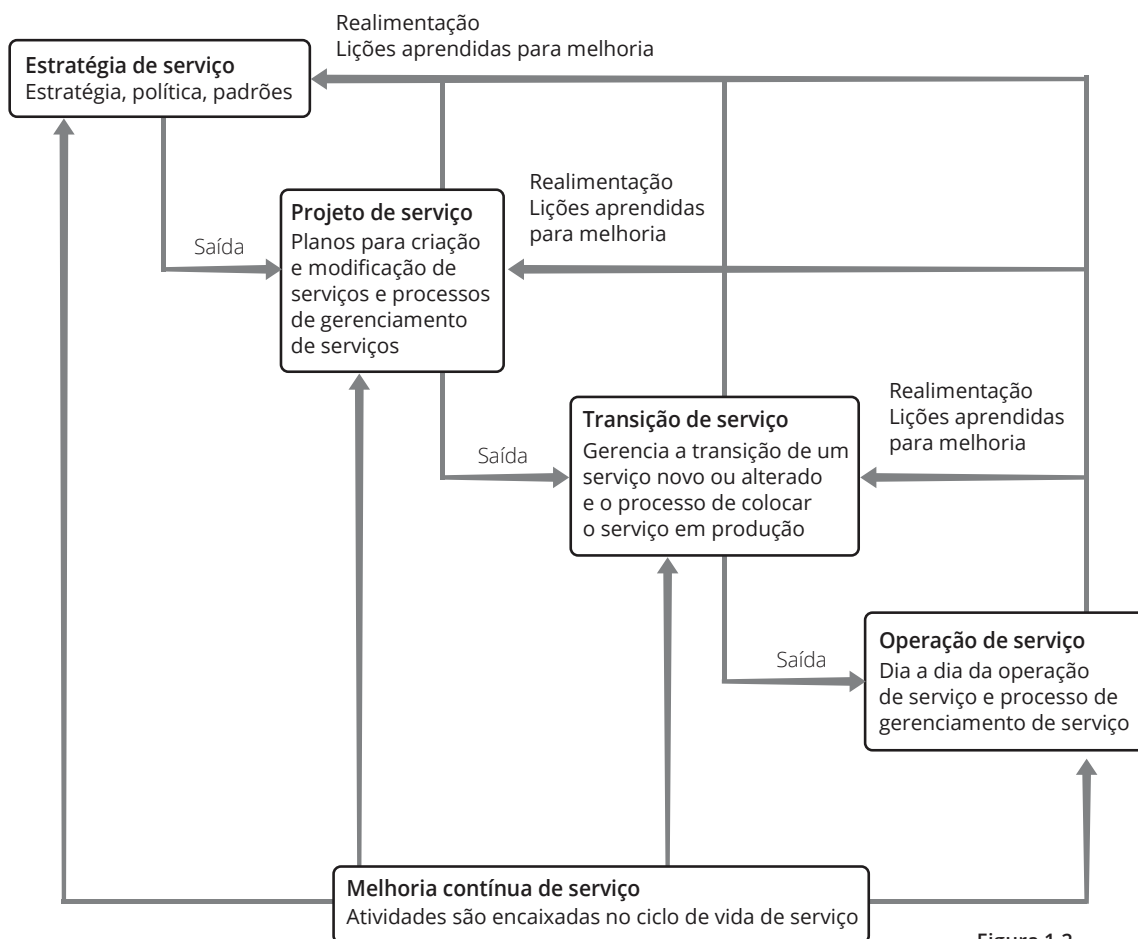 Realimentação
Lições aprendidas para melhoria
Estratégia de serviço
Estratégia, política, padrões
Realimentação
Lições aprendidas
para melhoria
Projeto de serviço
Planos para criação
e modificação de
serviços e processos
de gerenciamento
de serviços
Saída
Realimentação
Lições aprendidas
para melhoria
Transição de serviço
Gerencia a transição de um
serviço novo ou alterado
e o processo de colocar
o serviço em produção
Saída
Operação de serviço
Dia a dia da operação
de serviço e processo de
gerenciamento de serviço
Saída
Melhoria contínua de serviço
Atividades são encaixadas no ciclo de vida de serviço